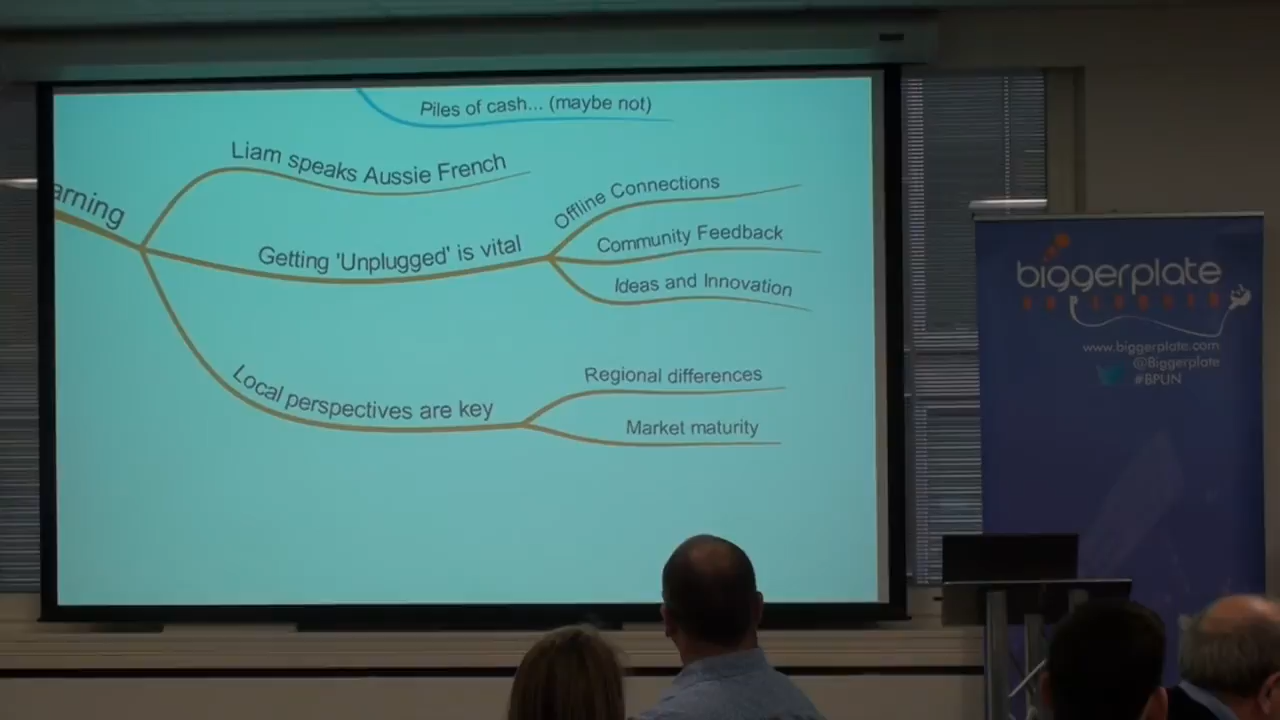 Piles of cash... (maybe not)
arning
Liam speaks Aussie French
Getting 'Unplugged' is vital
Offline Connections
Community Feedback
Ideas and Innovation
Local perspectives are key
Regional differences
Market maturity
biggerplate
www.biggerplate.com
@Biggerplate
#BPUN